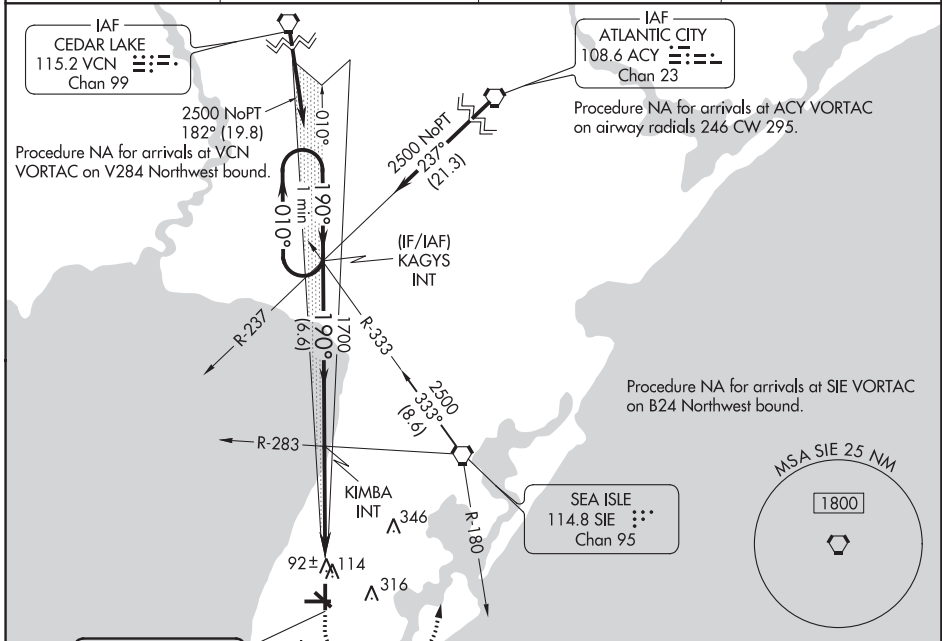 IAF
CEDAR LAKE
115.2 VCN
Chan 99
IAF
ATLANTIC CITY
108.6 ACY
Chan 23
Procedure NA for arrivals at ACY VORTAC
on airway radials 246 CW 295.
2500 NoPT
182° (19.8)
Procedure NA for arrivals at VCN
VORTAC on V284 Northwest bound.
010°
2500 NoPT
237°
(21.3)
190°
1 min
010°
(IF/IAF)
KAGYS
INT
R-237
190°
(6.6)
1700
R-333
2500
333°
(8.6)
Procedure NA for arrivals at SIE VORTAC
on B24 Northwest bound.
R-283
KIMBA
INT
MSA SIE 25 NM
1800
SEA ISLE
114.8 SIE
Chan 95
R-180
346
92±
114
316